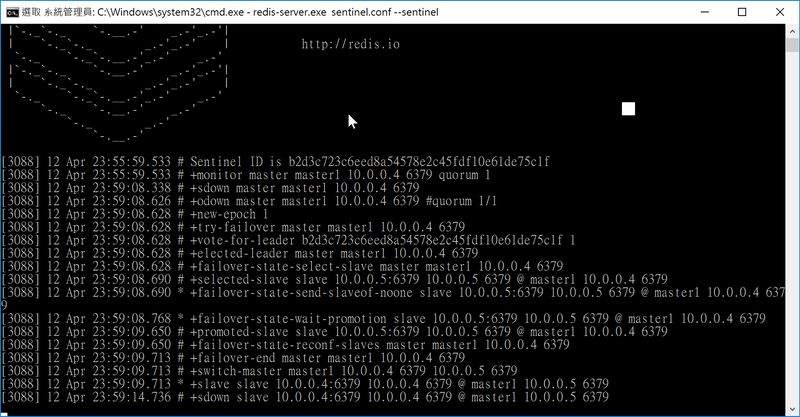 選取 系統管理員: C:\Windows\system32\cmd.exe - redis-server.exe  sentinel.conf --sentinel
http://redis.io
[3088] 12 Apr 23:55:59.533 # Sentinel ID is b2d3c723c6eed8a54578e2c45fdf10e61de75c1f
[3088] 12 Apr 23:55:59.533 # +monitor master master1 10.0.0.4 6379 quorum 1
[3088] 12 Apr 23:59:08.338 # +sdown master master1 10.0.0.4 6379
[3088] 12 Apr 23:59:08.626 # +odown master master1 10.0.0.4 6379 #quorum 1/1
[3088] 12 Apr 23:59:08.628 # +new-epoch 1
[3088] 12 Apr 23:59:08.628 # +try-failover master master1 10.0.0.4 6379
[3088] 12 Apr 23:59:08.628 # +vote-for-leader b2d3c723c6eed8a54578e2c45fdf10e61de75c1f 1
[3088] 12 Apr 23:59:08.628 # +elected-leader master master1 10.0.0.4 6379
[3088] 12 Apr 23:59:08.628 # +failover-state-select-slave master master1 10.0.0.4 6379
[3088] 12 Apr 23:59:08.690 # +selected-slave slave 10.0.0.5:6379 10.0.0.5 6379 @ master1 10.0.0.4 6379
[3088] 12 Apr 23:59:08.690 * +failover-state-send-slaveof-noone slave 10.0.0.5:6379 10.0.0.5 6379 @ master1 10.0.0.4 637
9
[3088] 12 Apr 23:59:08.768 * +failover-state-wait-promotion slave 10.0.0.5:6379 10.0.0.5 6379 @ master1 10.0.0.4 6379
[3088] 12 Apr 23:59:09.650 # +promoted-slave slave 10.0.0.5:6379 10.0.0.5 6379 @ master1 10.0.0.4 6379
[3088] 12 Apr 23:59:09.650 # +failover-state-reconf-slaves master master1 10.0.0.4 6379
[3088] 12 Apr 23:59:09.713 # +failover-end master master1 10.0.0.4 6379
[3088] 12 Apr 23:59:09.713 # +switch-master master1 10.0.0.4 6379 10.0.0.5 6379
[3088] 12 Apr 23:59:09.713 * +slave slave 10.0.0.4:6379 10.0.0.4 6379 @ master1 10.0.0.5 6379
[3088] 12 Apr 23:59:14.736 # +sdown slave 10.0.0.4:6379 10.0.0.4 6379 @ master1 10.0.0.5 6379